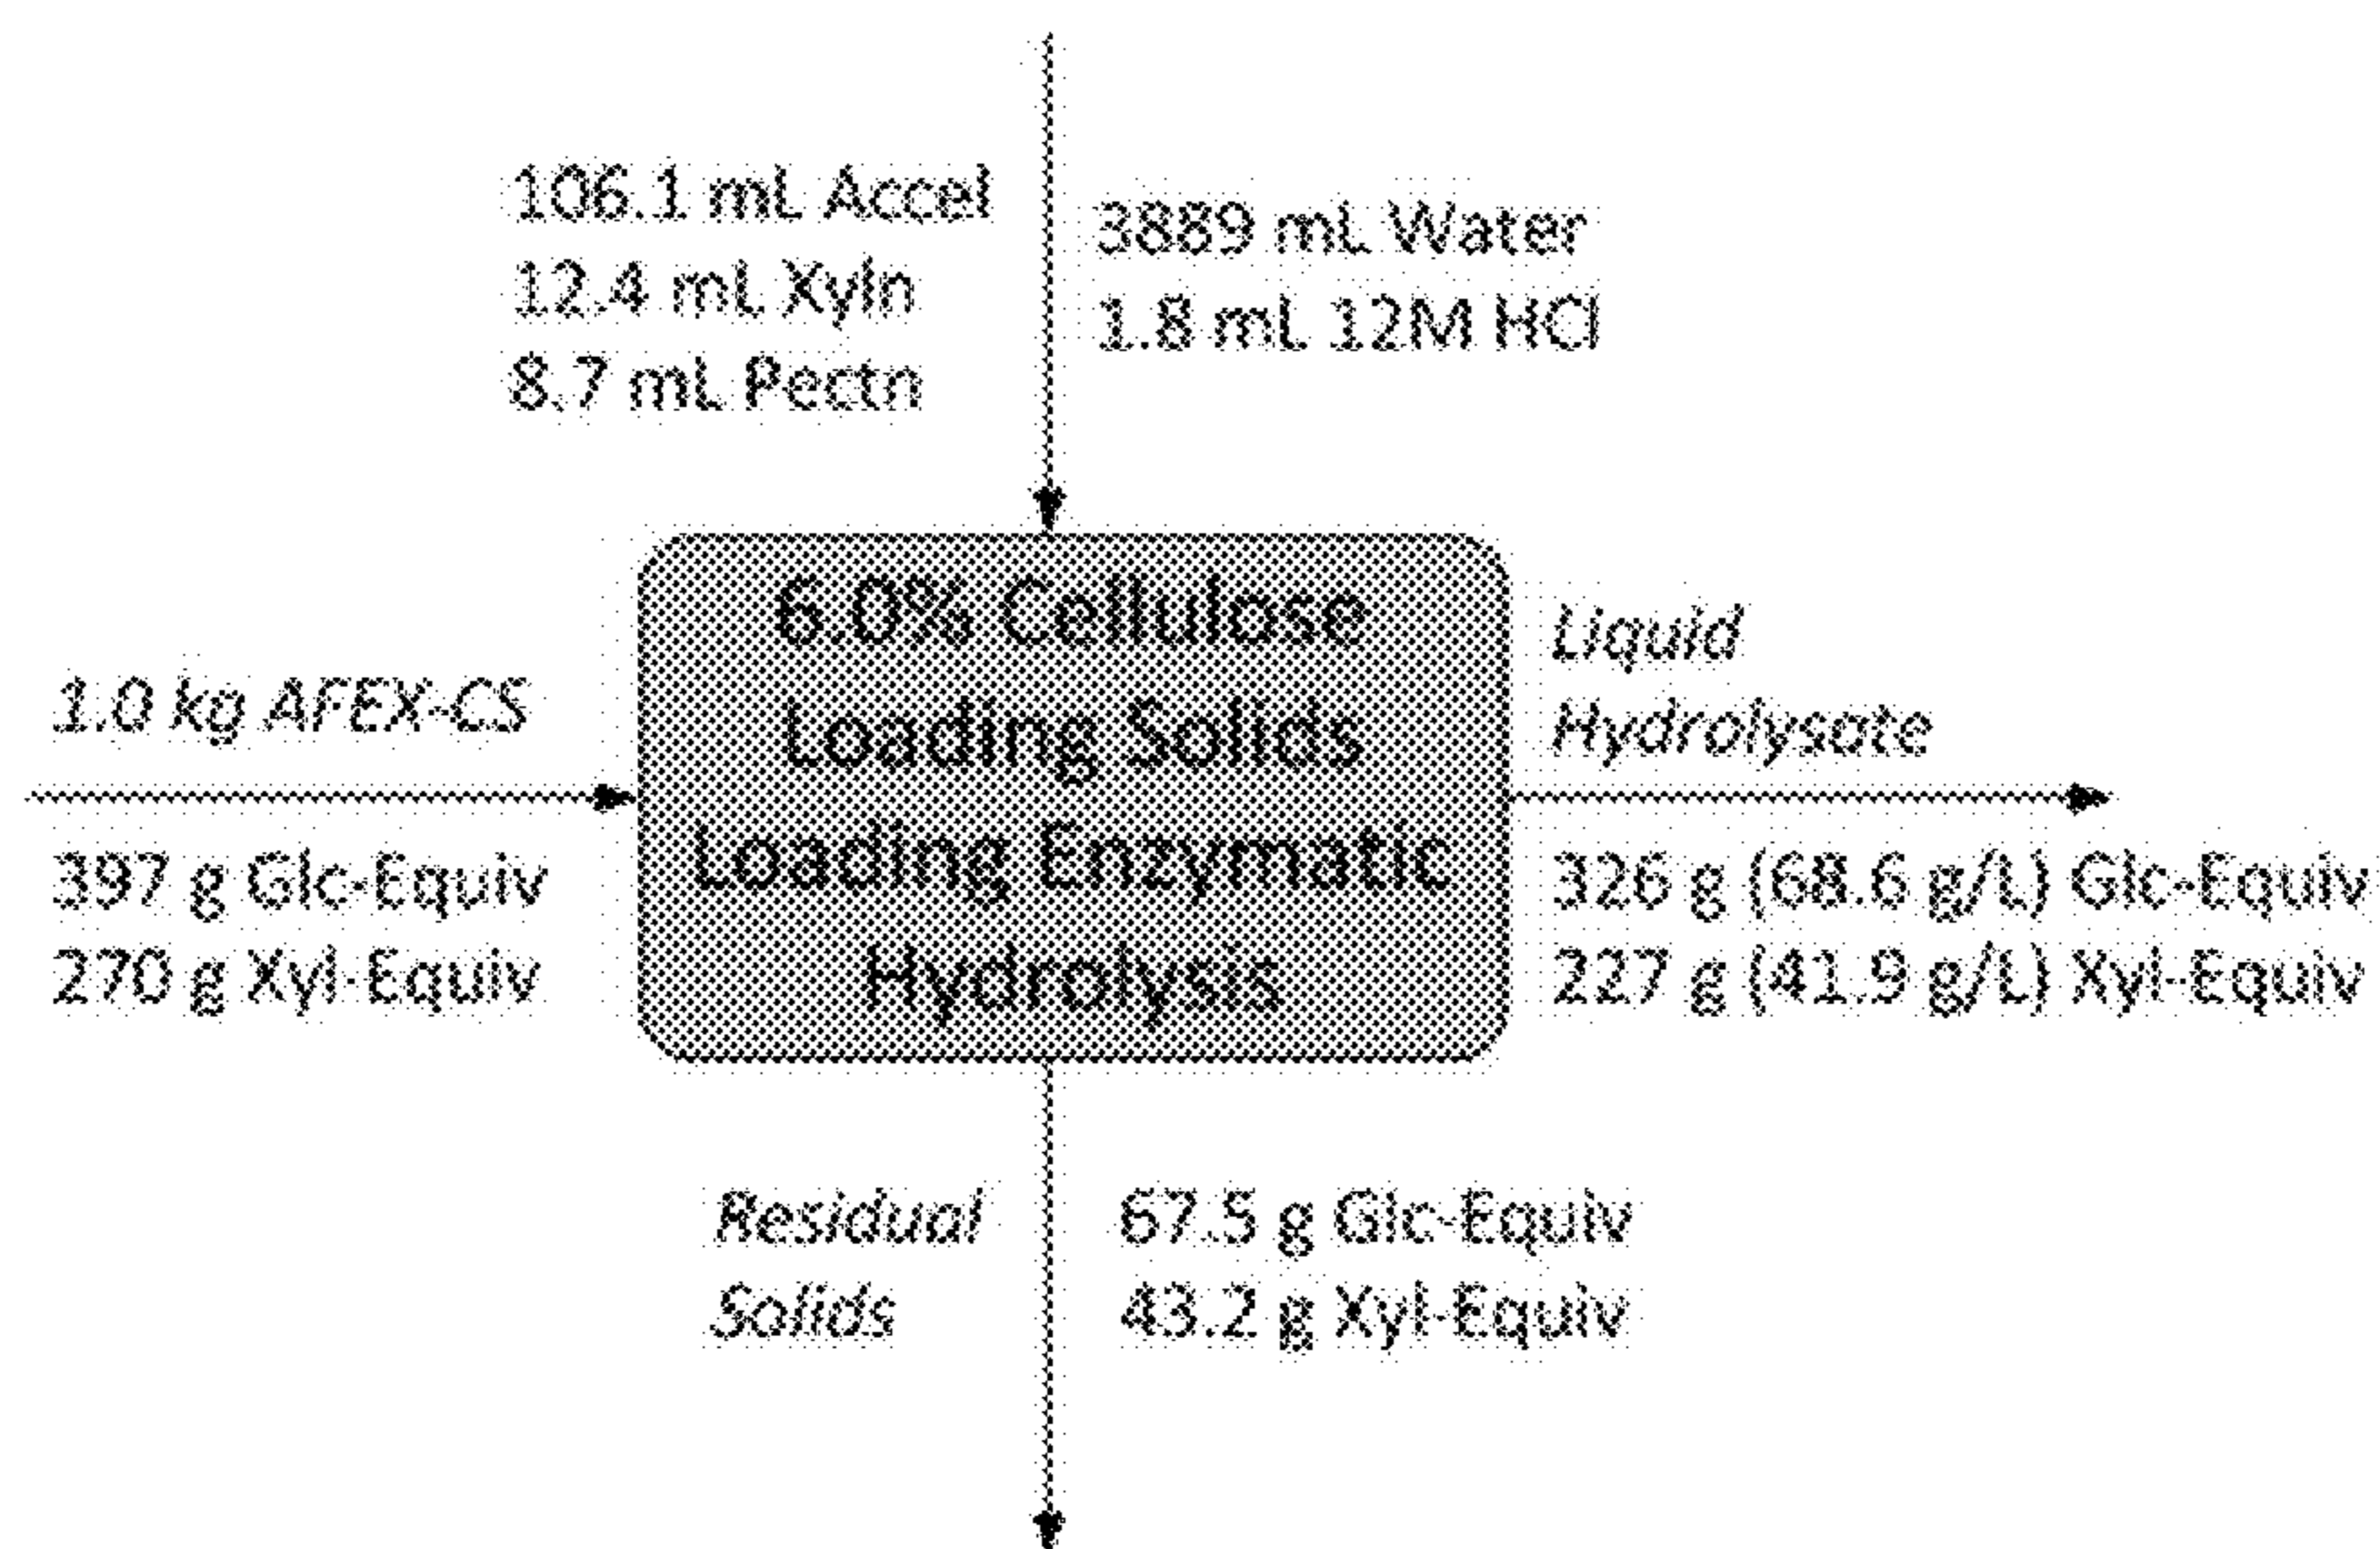 106.1 mL Accel
12.4 mL Xyln
8.7 mL Pectn
3889 mL Water
1.8 mL 12M HCl
1.0 kg AFEX-CS
397 g Glc-Equiv
270 g Xyl-Equiv
6.0% Cellulose
Loading Solids
Loading Enzymatic
Hydrolysis
Liquid
Hydrolysate
326 g (68.6 g/L) Glc-Equiv
227 g (41.9 g/L) Xyl-Equiv
Residual
Solids
67.5 g Glc-Equiv
43.2 g Xyl-Equiv